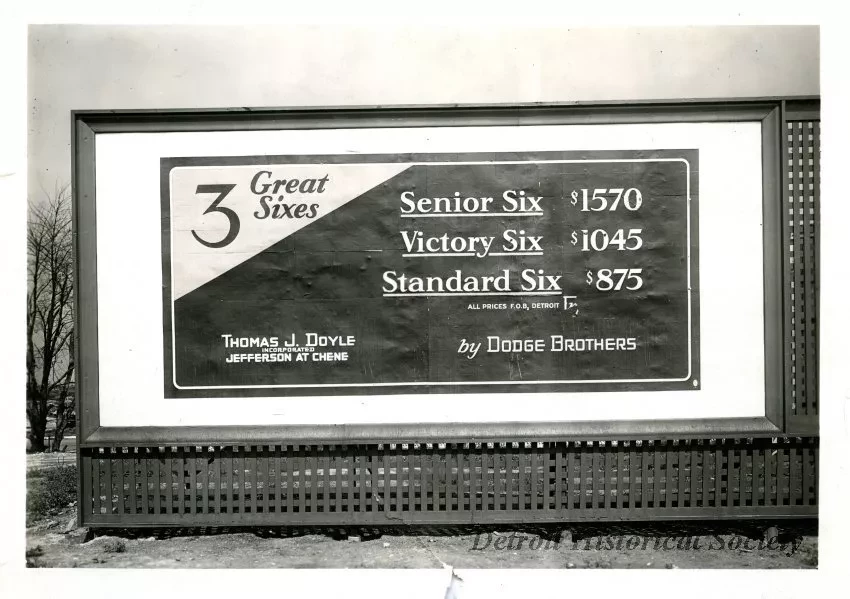 3 Great
Sixes
Senior Six $1570
Victory Six $1045
Standard Six $875
ALL PRICES F.O.B. DETROIT
THOMAS J. DOYLE
INCORPORATED
JEFFERSON AT CHENE
by DODGE BROTHERS
Detroit Historical Society